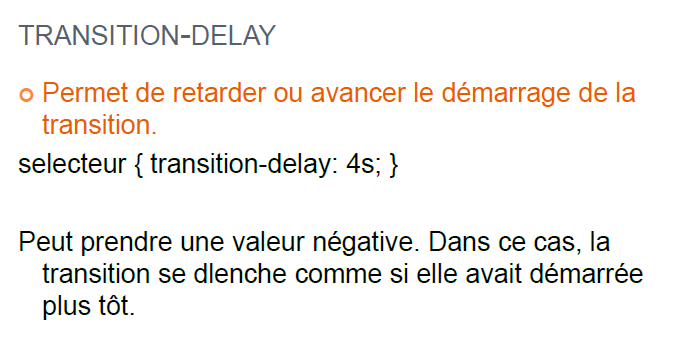 TRANSITION-DELAY
Permet de retarder ou avancer le démarrage de la
transition.
selecteur { transition-delay: 4s; }
Peut prendre une valeur négative. Dans ce cas, la
transition se dlenche comme si elle avait démarrée
plus tôt.